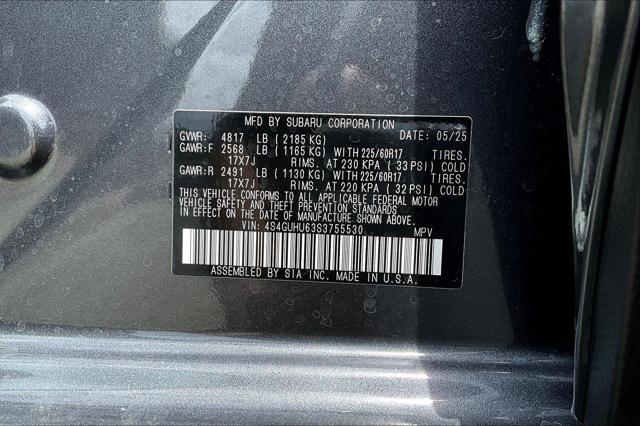 MFD BY SUBARU CORPORATION
GVWR: 4817 LB (2185 KG) DATE: 05/25
GAWR:F 2568 LB (1165 KG) WITH 225/60R17 TIRES.
17X7J RIMS. AT 230 KPA (33 PSI) COLD
GAWR:R 2491 LB (1130 KG) WITH 225/60R17 TIRES.
17X7J RIMS. AT 220 KPA (32 PSI) COLD
THIS VEHICLE CONFORMS TO ALL APPLICABLE FEDERAL MOTOR
VEHICLE SAFETY AND THEFT PREVENTION STANDARDS
IN EFFECT ON THE DATE OF MANUFACTURE SHOWN ABOVE.
VIN: 4S4GUHU63S3755530 MPV
ASSEMBLED BY SIA INC. MADE IN U.S.A.